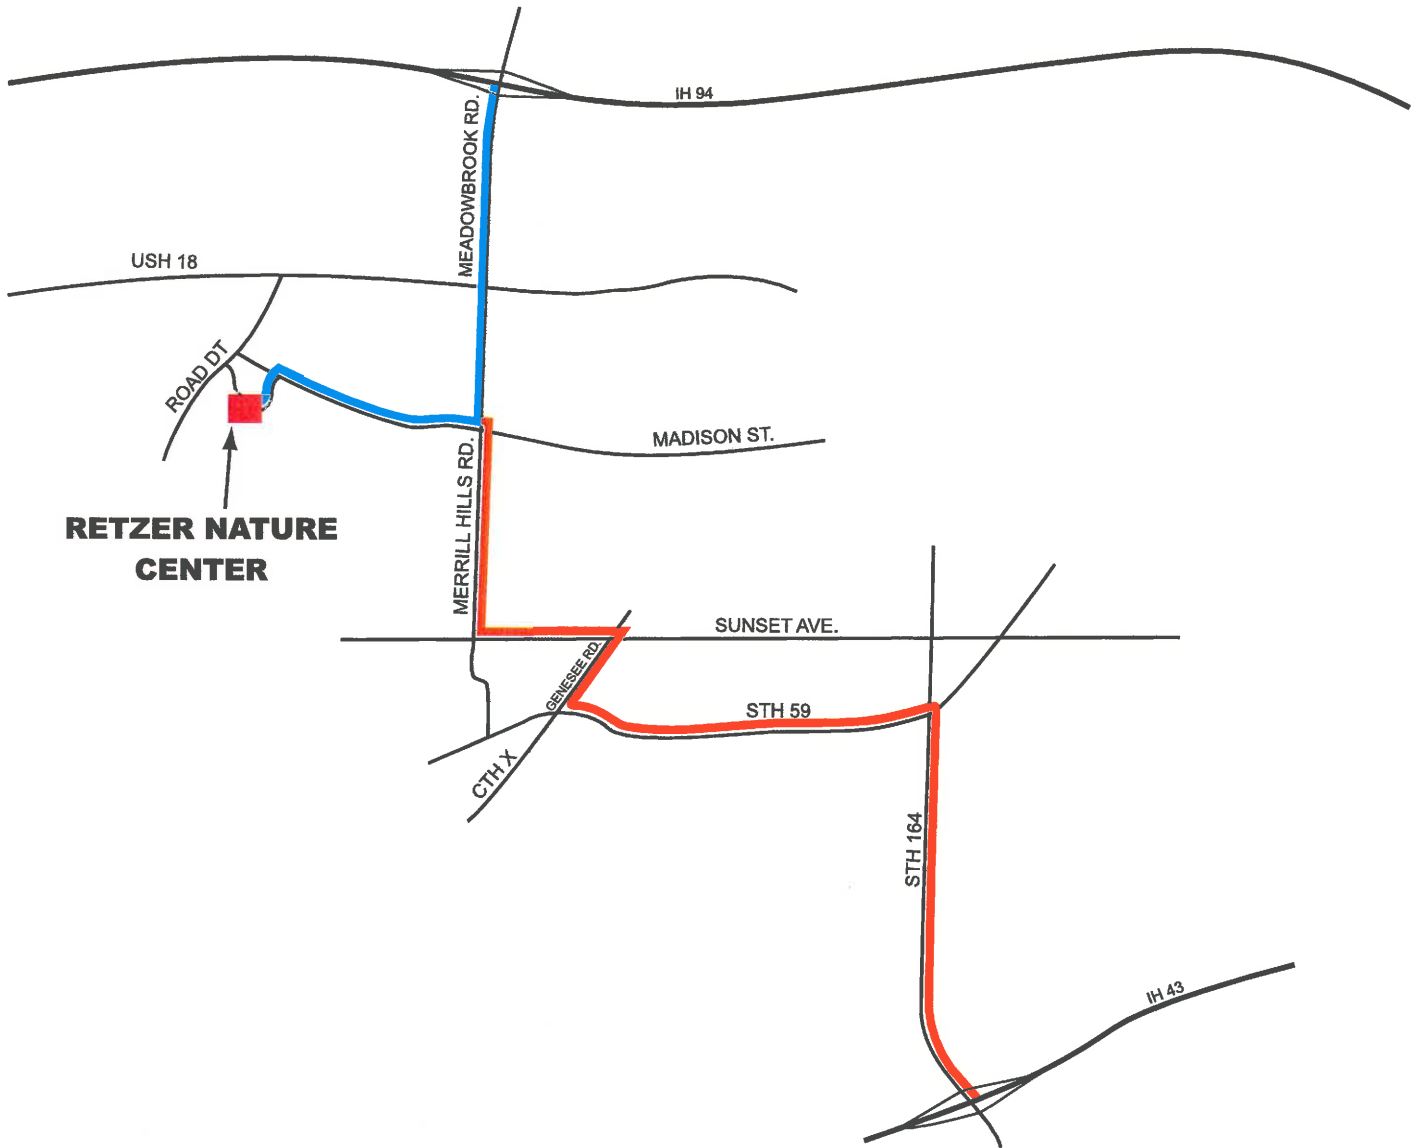 IH 94
MEADOWBROOK RD.
USH 18
ROAD DT
MADISON ST.
MERRILL HILLS RD.
RETZER NATURE
CENTER
SUNSET AVE.
GENESEE RD.
STH 59
CTH X
STH 164
IH 43